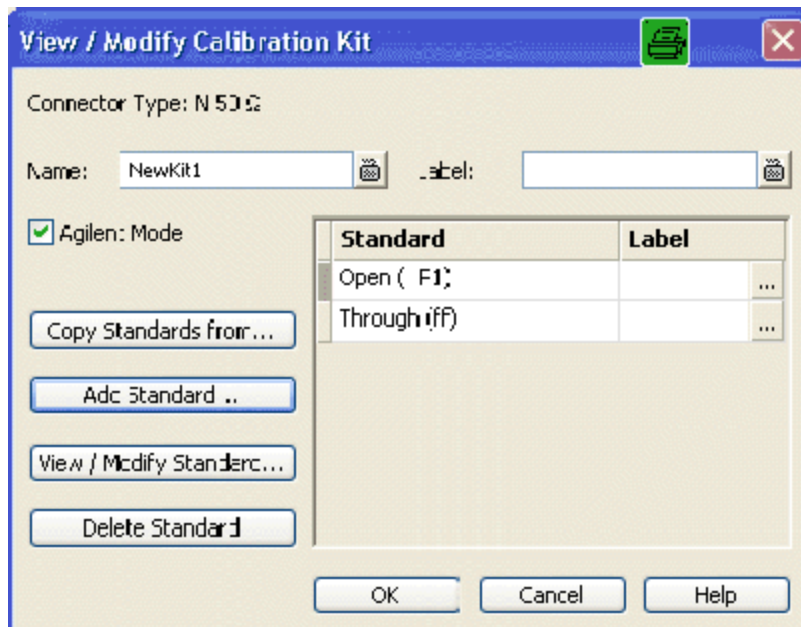 View / Modify Calibration Kit
Connector Type: N 50 Ω
Name: NewKit1 Label:
Agilent Mode
Standard Label
Open ( F1) ...
Through (ff) ...
Copy Standards from...
Add Standard...
View / Modify Standard...
Delete Standard
OK Cancel Help